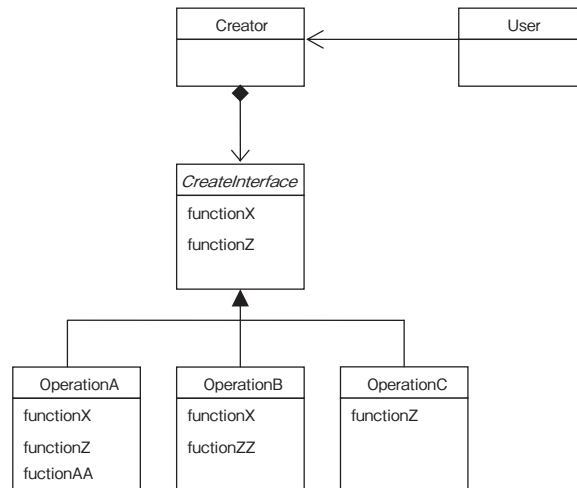 Creator
User
CreateInterface
functionX
functionZ
OperationA
functionX
functionZ
fuctionAA
OperationB
functionX
fuctionZZ
OperationC
functionZ